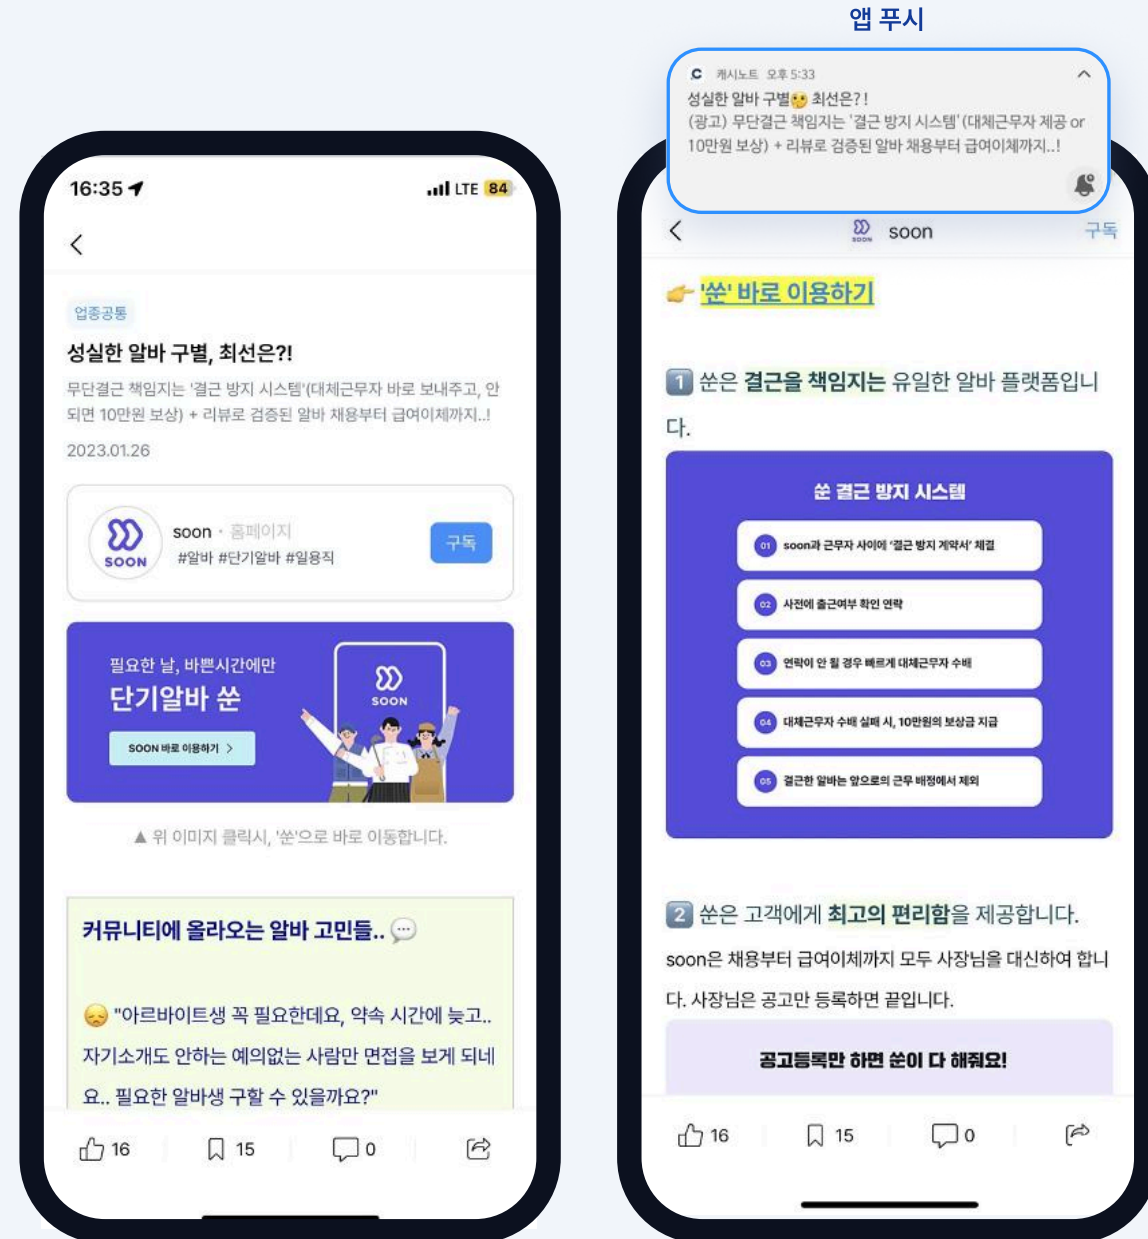 앱 푸시
캐시노트 오후 5:33
성실한 알바 구별🤫 최선은?!
(광고) 무단결근 책임지는 '결근 방지 시스템'(대체근무자 제공 or
10만원 보상) + 리뷰로 검증된 알바 채용부터 급여이체까지..!
16:35
LTE 84
업종공통
성실한 알바 구별, 최선은?!
무단결근 책임지는 '결근 방지 시스템'(대체근무자 바로 보내주고, 안
되면 10만원 보상) + 리뷰로 검증된 알바 채용부터 급여이체까지..!
2023.01.26
SOON
soon · 홈페이지
#알바 #단기알바 #일용직
구독
필요한 날, 바쁜시간에만
단기알바 쑨
SOON 바로 이용하기 >
SOON
▲ 위 이미지 클릭시, '쑨'으로 바로 이동합니다.
커뮤니티에 올라오는 알바 고민들.. 💬
😞 "아르바이트생 꼭 필요한데요, 약속 시간에 늦고..
자기소개도 안하는 예의없는 사람만 면접을 보게 되네
요.. 필요한 알바생 구할 수 있을까요?"
16 15 0
SOON soon 구독
👉 '쑨' 바로 이용하기
1 쑨은 결근을 책임지는 유일한 알바 플랫폼입니
다.
쑨 결근 방지 시스템
01 soon과 근무자 사이에 '결근 방지 계약서' 체결
02 사전에 출근여부 확인 연락
03 연락이 안 될 경우 빠르게 대체근무자 수배
04 대체근무자 수배 실패 시, 10만원의 보상금 지급
05 결근한 알바는 앞으로의 근무 배정에서 제외
2 쑨은 고객에게 최고의 편리함을 제공합니다.
soon은 채용부터 급여이체까지 모두 사장님을 대신하여 합니
다. 사장님은 공고만 등록하면 끝입니다.
공고등록만 하면 쑨이 다 해줘요!
16 15 0